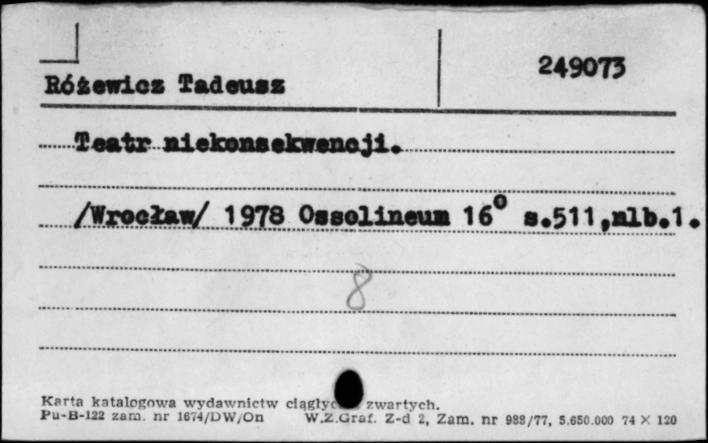 249073
Różewicz Tadeusz
Teatr niekonsekwencji.
/Wrocław/ 1978 Ossolineum 16° s.511,nlb.1.
8
Karta katalogowa wydawnictw zwartych.
Pu-B-122 zam. nr 1674/DW/On W.Z.Graf. Z-d 2, Zam. nr 988/77, 5.650.000 74 × 120